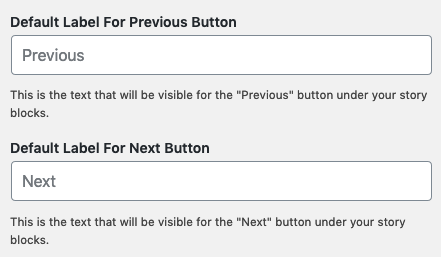 Default Label For Previous Button
Previous
This is the text that will be visible for the "Previous" button under your story
blocks.
Default Label For Next Button
Next
This is the text that will be visible for the "Next" button under your story
blocks.